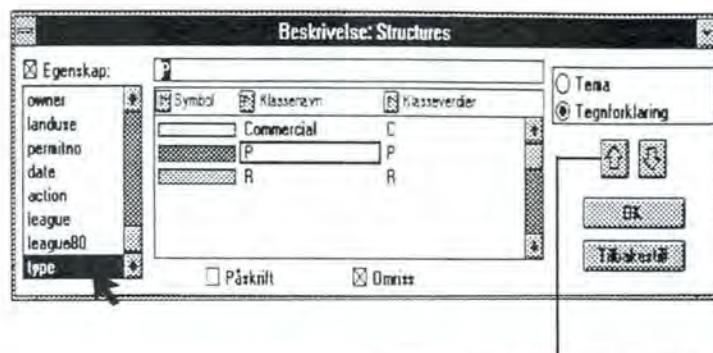 Beskrivelse: Structures
Egenskap:
P
Tema
Tegnforklaring
Symbol Klassenavn Klasseverdier
owner
landuse
permitno
date
action
league
league80
type
Commercial C
P P
R R
OK
Tilbakestill
Påskrift Omriss